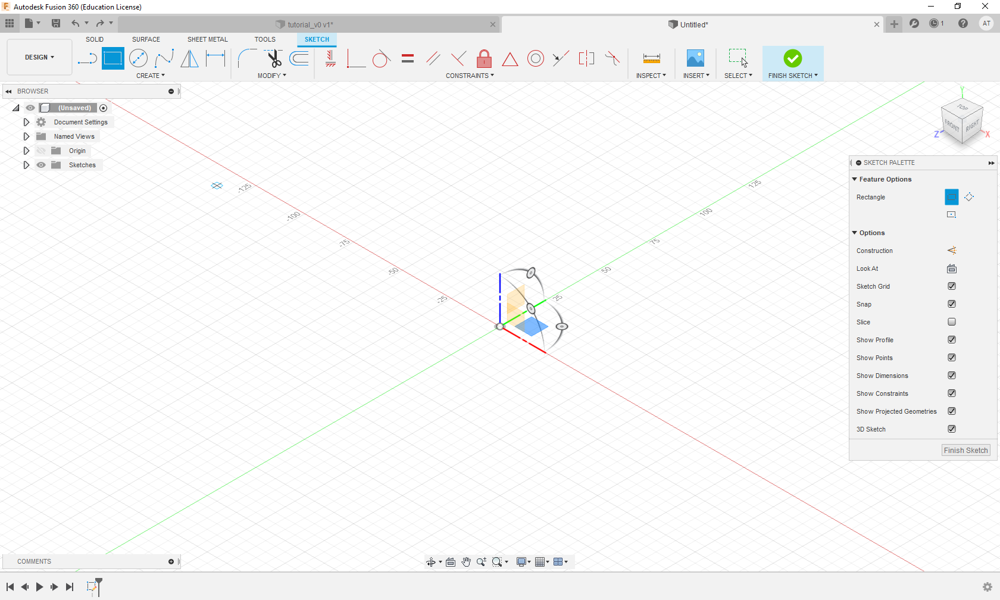 Autodesk Fusion 360 (Education License)
tutorial_v0 v1*
Untitled*
1
AT
DESIGN
SOLID
SURFACE
SHEET METAL
TOOLS
SKETCH
CREATE
MODIFY
CONSTRAINTS
INSPECT
INSERT
SELECT
FINISH SKETCH
BROWSER
(Unsaved)
Document Settings
Named Views
Origin
Sketches
-125
-100
-75
-50
-25
25
50
75
100
125
Y
TOP
FRONT
RIGHT
Z
X
SKETCH PALETTE
Feature Options
Rectangle
Options
Construction
Look At
Sketch Grid
Snap
Slice
Show Profile
Show Points
Show Dimensions
Show Constraints
Show Projected Geometries
3D Sketch
Finish Sketch
COMMENTS